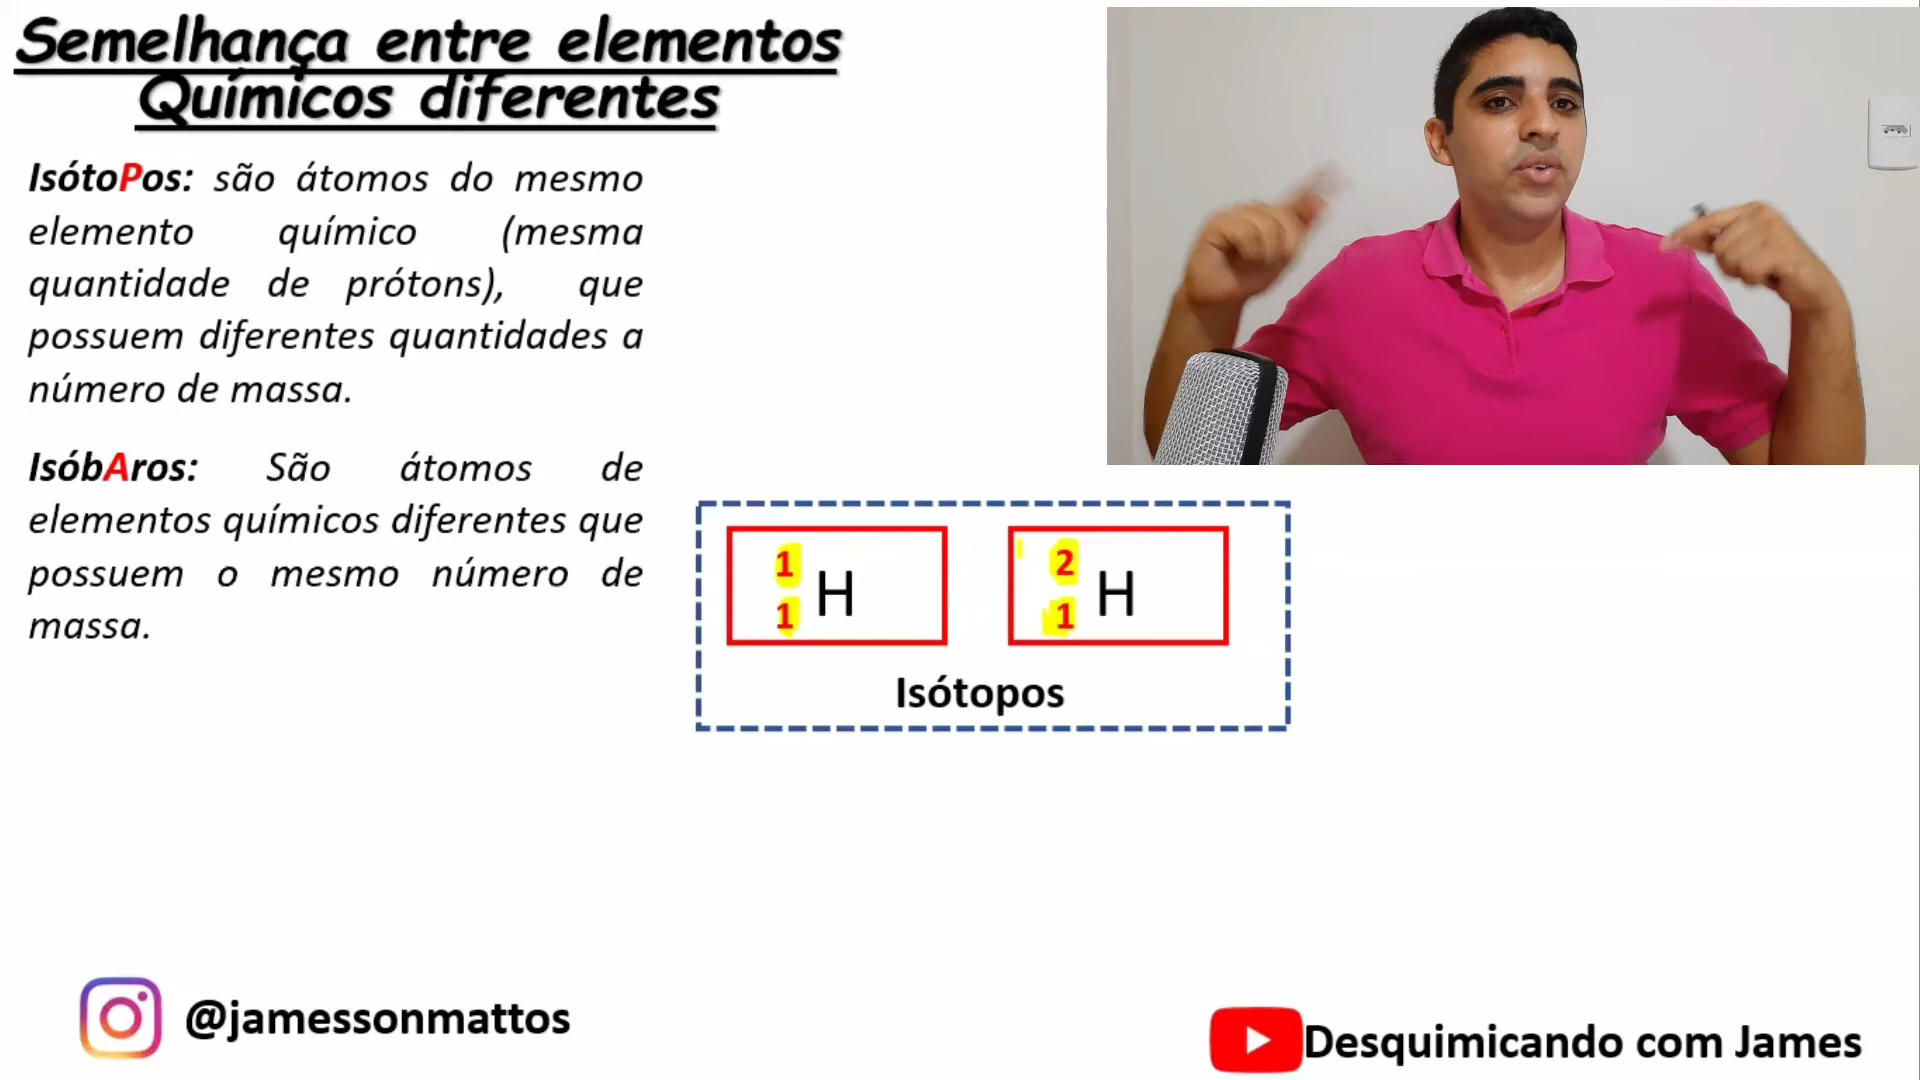 Semelhança entre elementos
Químicos diferentes
IsótoPos: são átomos do mesmo
elemento químico (mesma
quantidade de prótons), que
possuem diferentes quantidades a
número de massa.
IsóbAros: São átomos de
elementos químicos diferentes que
possuem o mesmo número de
massa.
1
1 H
2
1 H
Isótopos
@jamessonmattos
Desquimicando com James